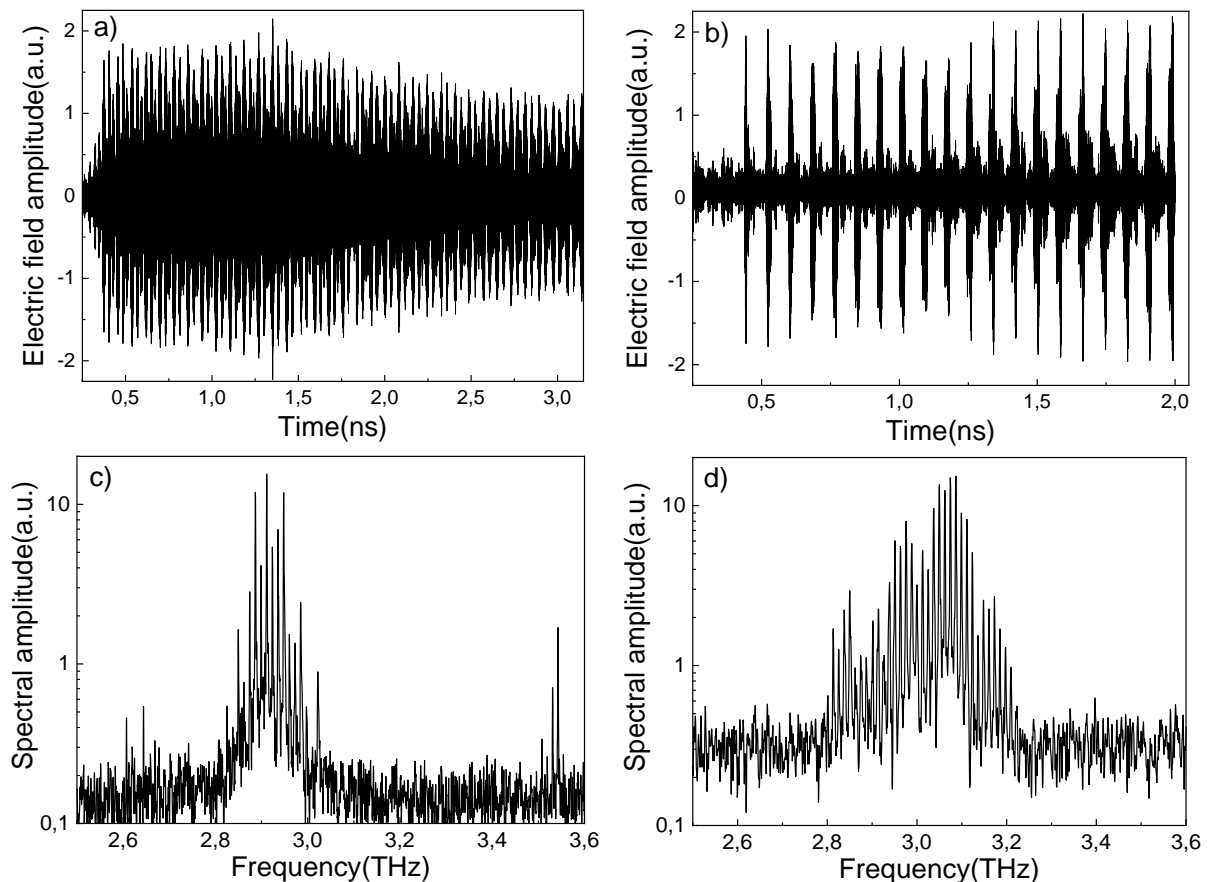 a)
Electric field amplitude(a.u.)
2
1
0
-1
-2
0,5 1,0 1,5 2,0 2,5 3,0
Time(ns)
b)
Electric field amplitude(a.u.)
2
1
0
-1
-2
0,5 1,0 1,5 2,0
Time(ns)
c)
Spectral amplitude(a.u.)
10
1
0,1
2,6 2,8 3,0 3,2 3,4 3,6
Frequency(THz)
d)
Spectral amplitude(a.u.)
10
1
0,1
2,6 2,8 3,0 3,2 3,4 3,6
Frequency(THz)